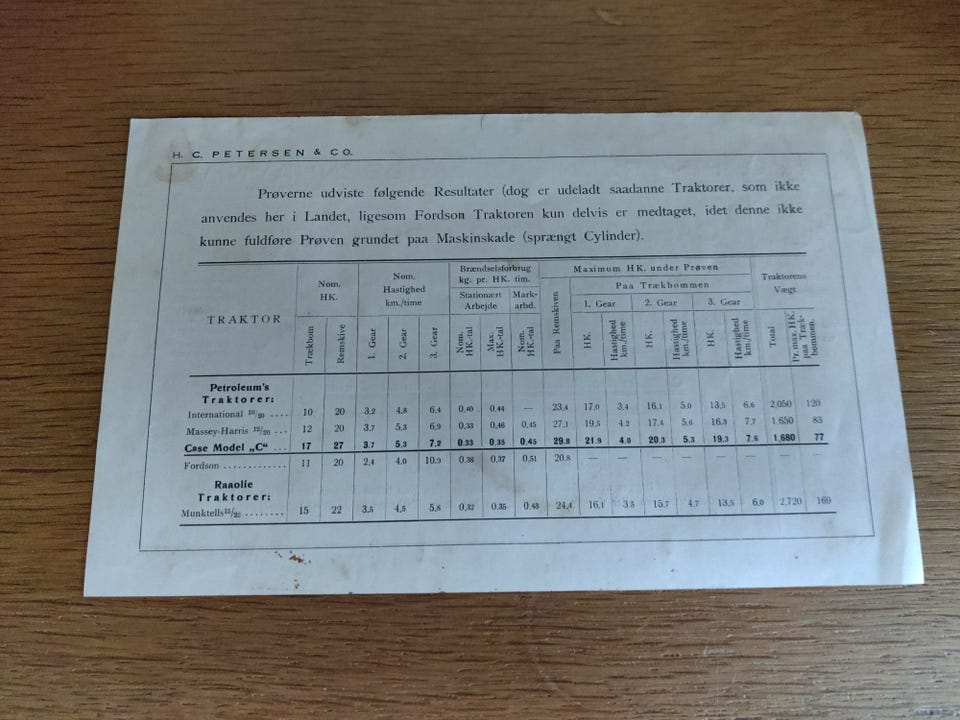 H. C. PETERSEN & CO.
Prøverne udviste følgende Resultater (dog er udeladt saadanne Traktorer, som ikke
anvendes her i Landet, ligesom Fordson Traktoren kun delvis er medtaget, idet denne ikke
kunne fuldføre Prøven grundet paa Maskinskade (sprængt Cylinder).
TRAKTOR
Nom. HK.
Trækbom
Remskive
Nom. Hastighed km./time
1. Gear
2. Gear
3. Gear
Brændselsforbrug kg. pr. HK. tim.
Stationært Arbejde
Nom. HK.-tal
Max. HK.-tal
Mark-arbd.
Nom. HK.-tal
Maximum HK. under Prøven
Paa Remskiven
Paa Trækbommen
1. Gear
HK.
Hastighed km./time
2. Gear
HK.
Hastighed km./time
3. Gear
HK.
Hastighed km./time
Traktorens Vægt
Total
Pr. max. HK. paa Træk-bommen.
Petroleum's
Traktorer:
International 10/20 .... 10 20 3,2 4,8 6,4 0,40 0,44 — 23,4 17,0 3,4 16,1 5,0 13,5 6,6 2,050 120
Massey-Harris 12/20 ... 12 20 3,7 5,3 6,9 0,33 0,46 0,45 27,1 19,5 4,2 17,4 5,6 16,3 7,7 1,650 83
Case Model „C" ... 17 27 3,7 5,3 7,2 0,33 0,35 0,45 29,8 21,9 4,0 20,3 5,3 19,3 7,6 1,680 77
Fordson ............. 11 20 2,4 4,0 10,9 0,38 0,37 0,51 20,8 — — — — — — — —
Raaolie
Traktorer:
Munktells 15/22 ........ 15 22 3,5 4,5 5,8 0,32 0,35 0,43 24,4 16,1 3,5 15,7 4,7 13,5 6,0 2,720 169